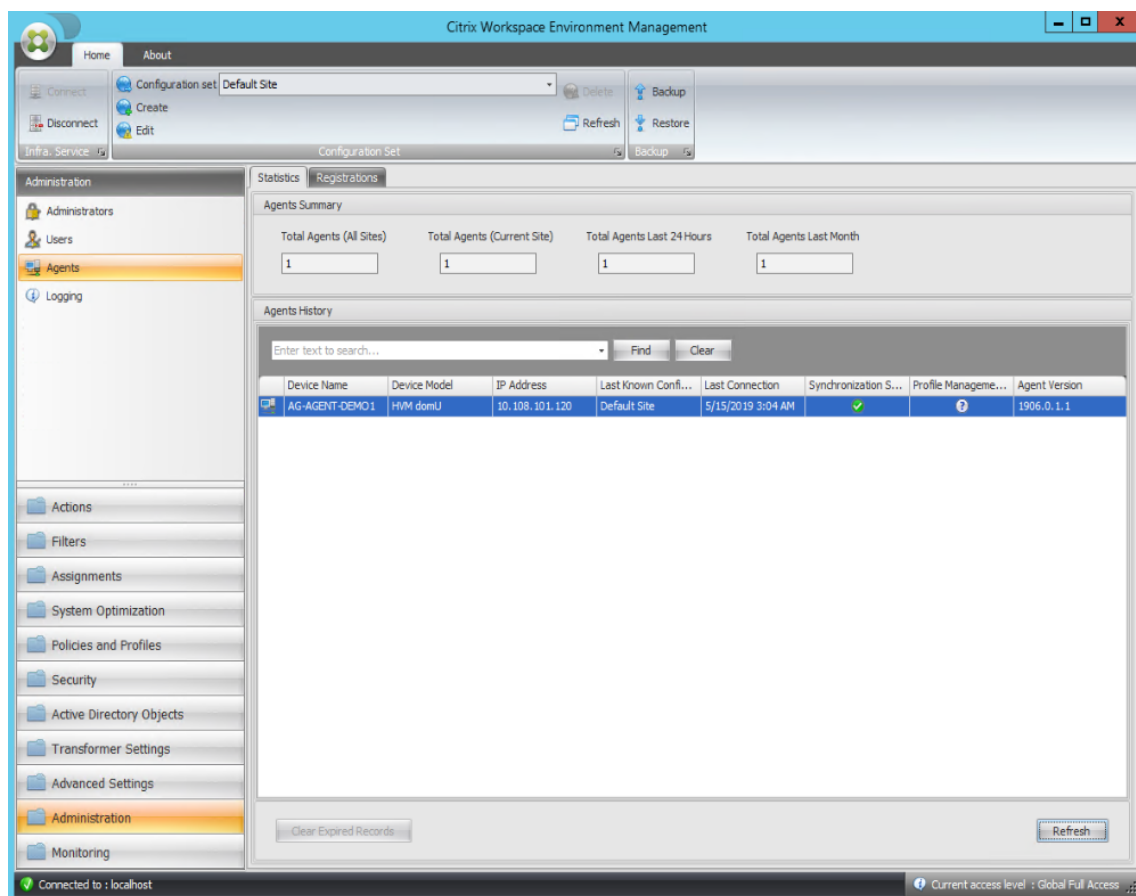 Citrix Workspace Environment Management
Home About
Connect
Disconnect
Infra. Service
Configuration set Default Site
Create
Edit
Delete
Refresh
Configuration Set
Backup
Restore
Backup
Administration
Administrators
Users
Agents
Logging
Actions
Filters
Assignments
System Optimization
Policies and Profiles
Security
Active Directory Objects
Transformer Settings
Advanced Settings
Administration
Monitoring
Statistics Registrations
Agents Summary
Total Agents (All Sites) Total Agents (Current Site) Total Agents Last 24 Hours Total Agents Last Month
1 1 1 1
Agents History
Enter text to search... Find Clear
Device Name Device Model IP Address Last Known Confi... Last Connection Synchronization S... Profile Manageme... Agent Version
AG-AGENT-DEMO1 HVM domU 10.108.101.120 Default Site 5/15/2019 3:04 AM ? 1906.0.1.1
Clear Expired Records Refresh
Connected to : localhost Current access level : Global Full Access